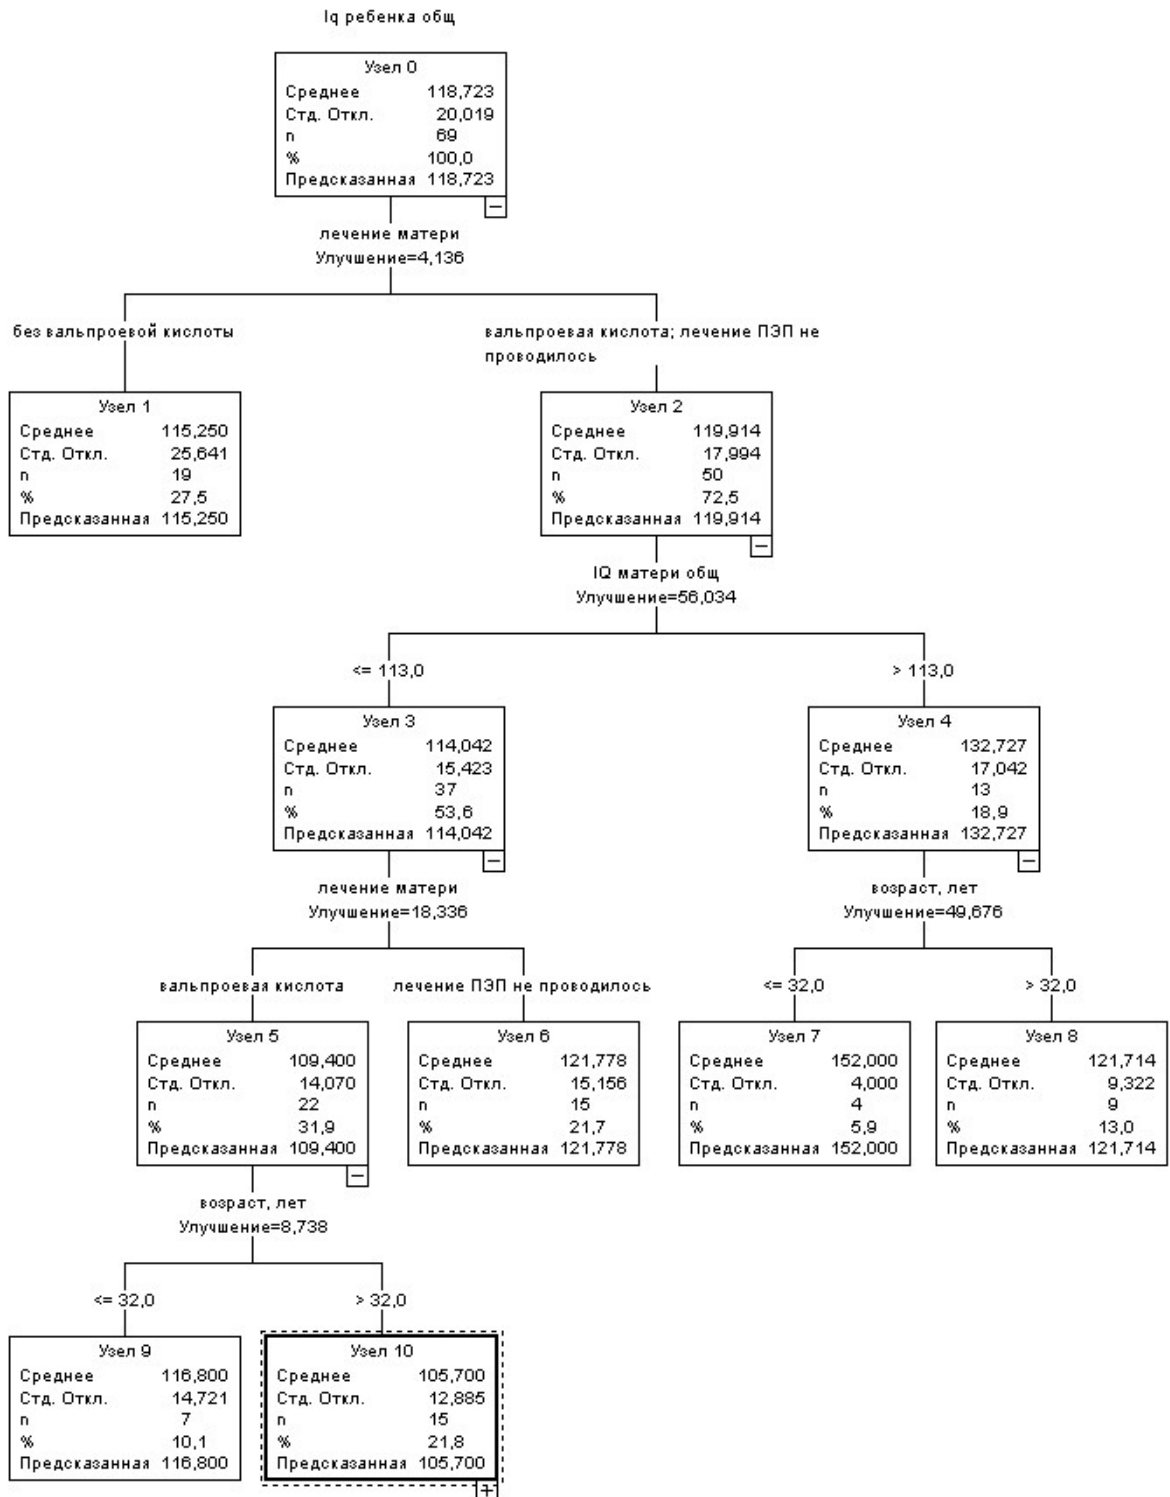 Iq ребенка общ
Узел 0
Среднее 118,723
Стд. Откл. 20,019
n 69
% 100,0
Предсказанная 118,723
лечение матери
Улучшение=4,136
без вальпроевой кислоты
вальпроевая кислота; лечение ПЭП не
проводилось
Узел 1
Среднее 115,250
Стд. Откл. 25,641
n 19
% 27,5
Предсказанная 115,250
Узел 2
Среднее 119,914
Стд. Откл. 17,994
n 50
% 72,5
Предсказанная 119,914
IQ матери общ
Улучшение=56,034
<= 113,0
> 113,0
Узел 3
Среднее 114,042
Стд. Откл. 15,423
n 37
% 53,6
Предсказанная 114,042
Узел 4
Среднее 132,727
Стд. Откл. 17,042
n 13
% 18,9
Предсказанная 132,727
лечение матери
Улучшение=18,336
возраст, лет
Улучшение=49,676
вальпроевая кислота
лечение ПЭП не проводилось
<= 32,0
> 32,0
Узел 5
Среднее 109,400
Стд. Откл. 14,070
n 22
% 31,9
Предсказанная 109,400
Узел 6
Среднее 121,778
Стд. Откл. 15,156
n 15
% 21,7
Предсказанная 121,778
Узел 7
Среднее 152,000
Стд. Откл. 4,000
n 4
% 5,9
Предсказанная 152,000
Узел 8
Среднее 121,714
Стд. Откл. 9,322
n 9
% 13,0
Предсказанная 121,714
возраст, лет
Улучшение=8,738
<= 32,0
> 32,0
Узел 9
Среднее 116,800
Стд. Откл. 14,721
n 7
% 10,1
Предсказанная 116,800
Узел 10
Среднее 105,700
Стд. Откл. 12,885
n 15
% 21,8
Предсказанная 105,700